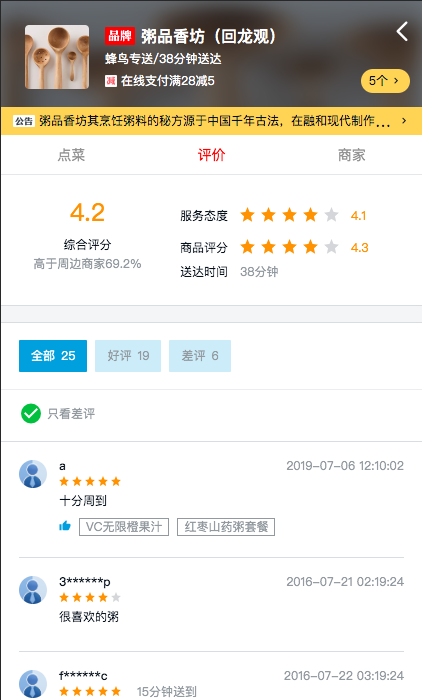 品牌 粥品香坊（回龙观）
蜂鸟专送/38分钟送达
减 在线支付满28减5
5个 >
公告 粥品香坊其烹饪粥料的秘方源于中国千年古法，在融和现代制作... >
点菜 评价 商家
4.2
综合评分
高于周边商家69.2%
服务态度 4.1
商品评分 4.3
送达时间 38分钟
全部 25 好评 19 差评 6
只看差评
a 2019-07-06 12:10:02
十分周到
VC无限橙果汁 红枣山药粥套餐
3******p 2016-07-21 02:19:24
很喜欢的粥
f******c 2016-07-22 03:19:24
15分钟送到